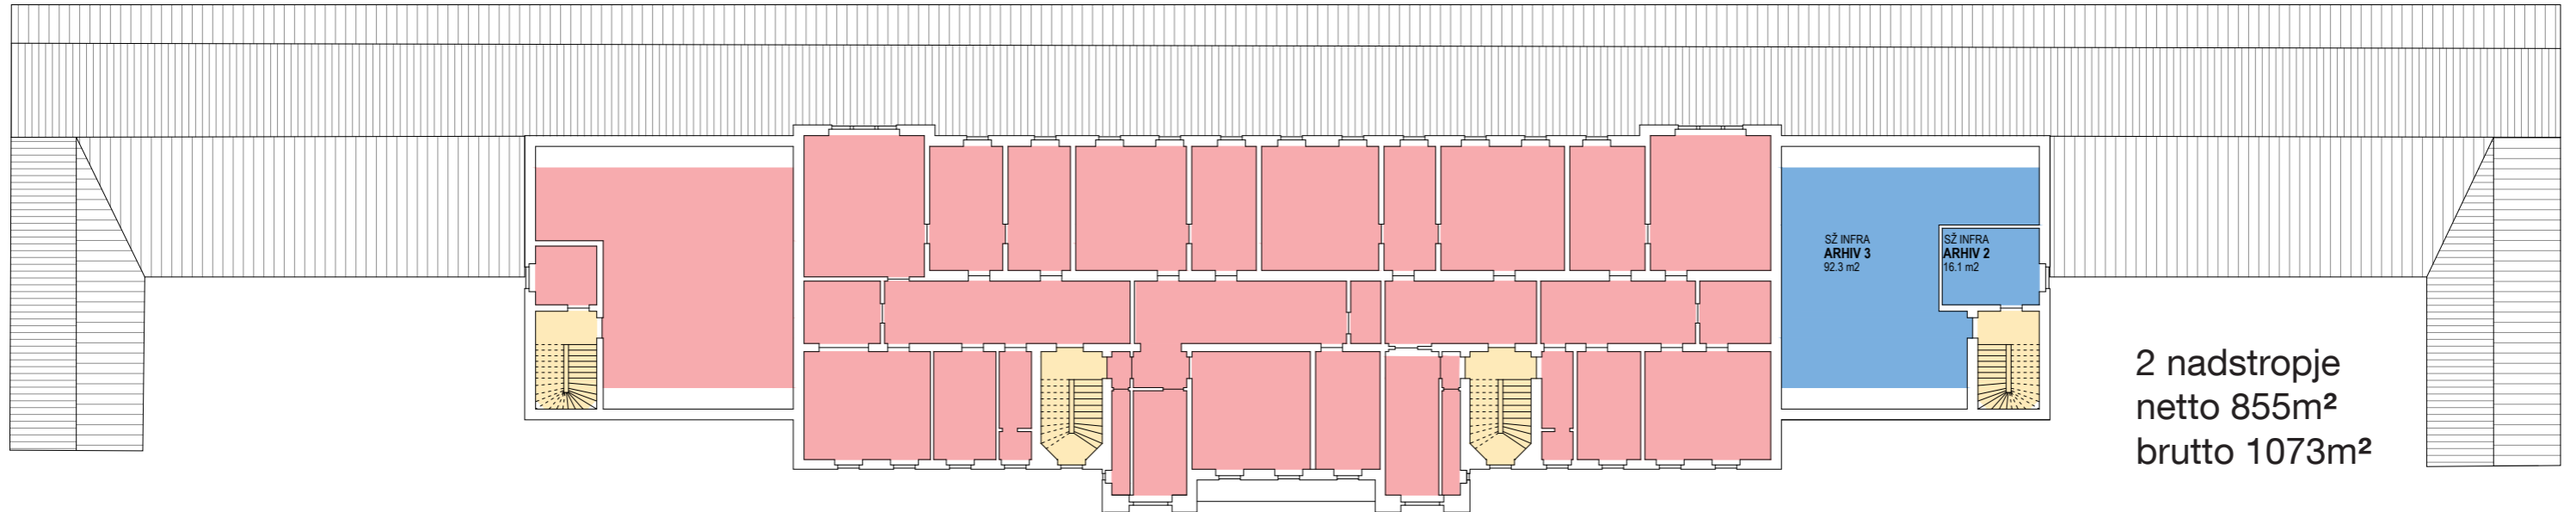 SŽ INFRA
ARHIV 3
92.3 m2
SŽ INFRA
ARHIV 2
16.1 m2
2 nadstropje
netto 855m²
brutto 1073m²